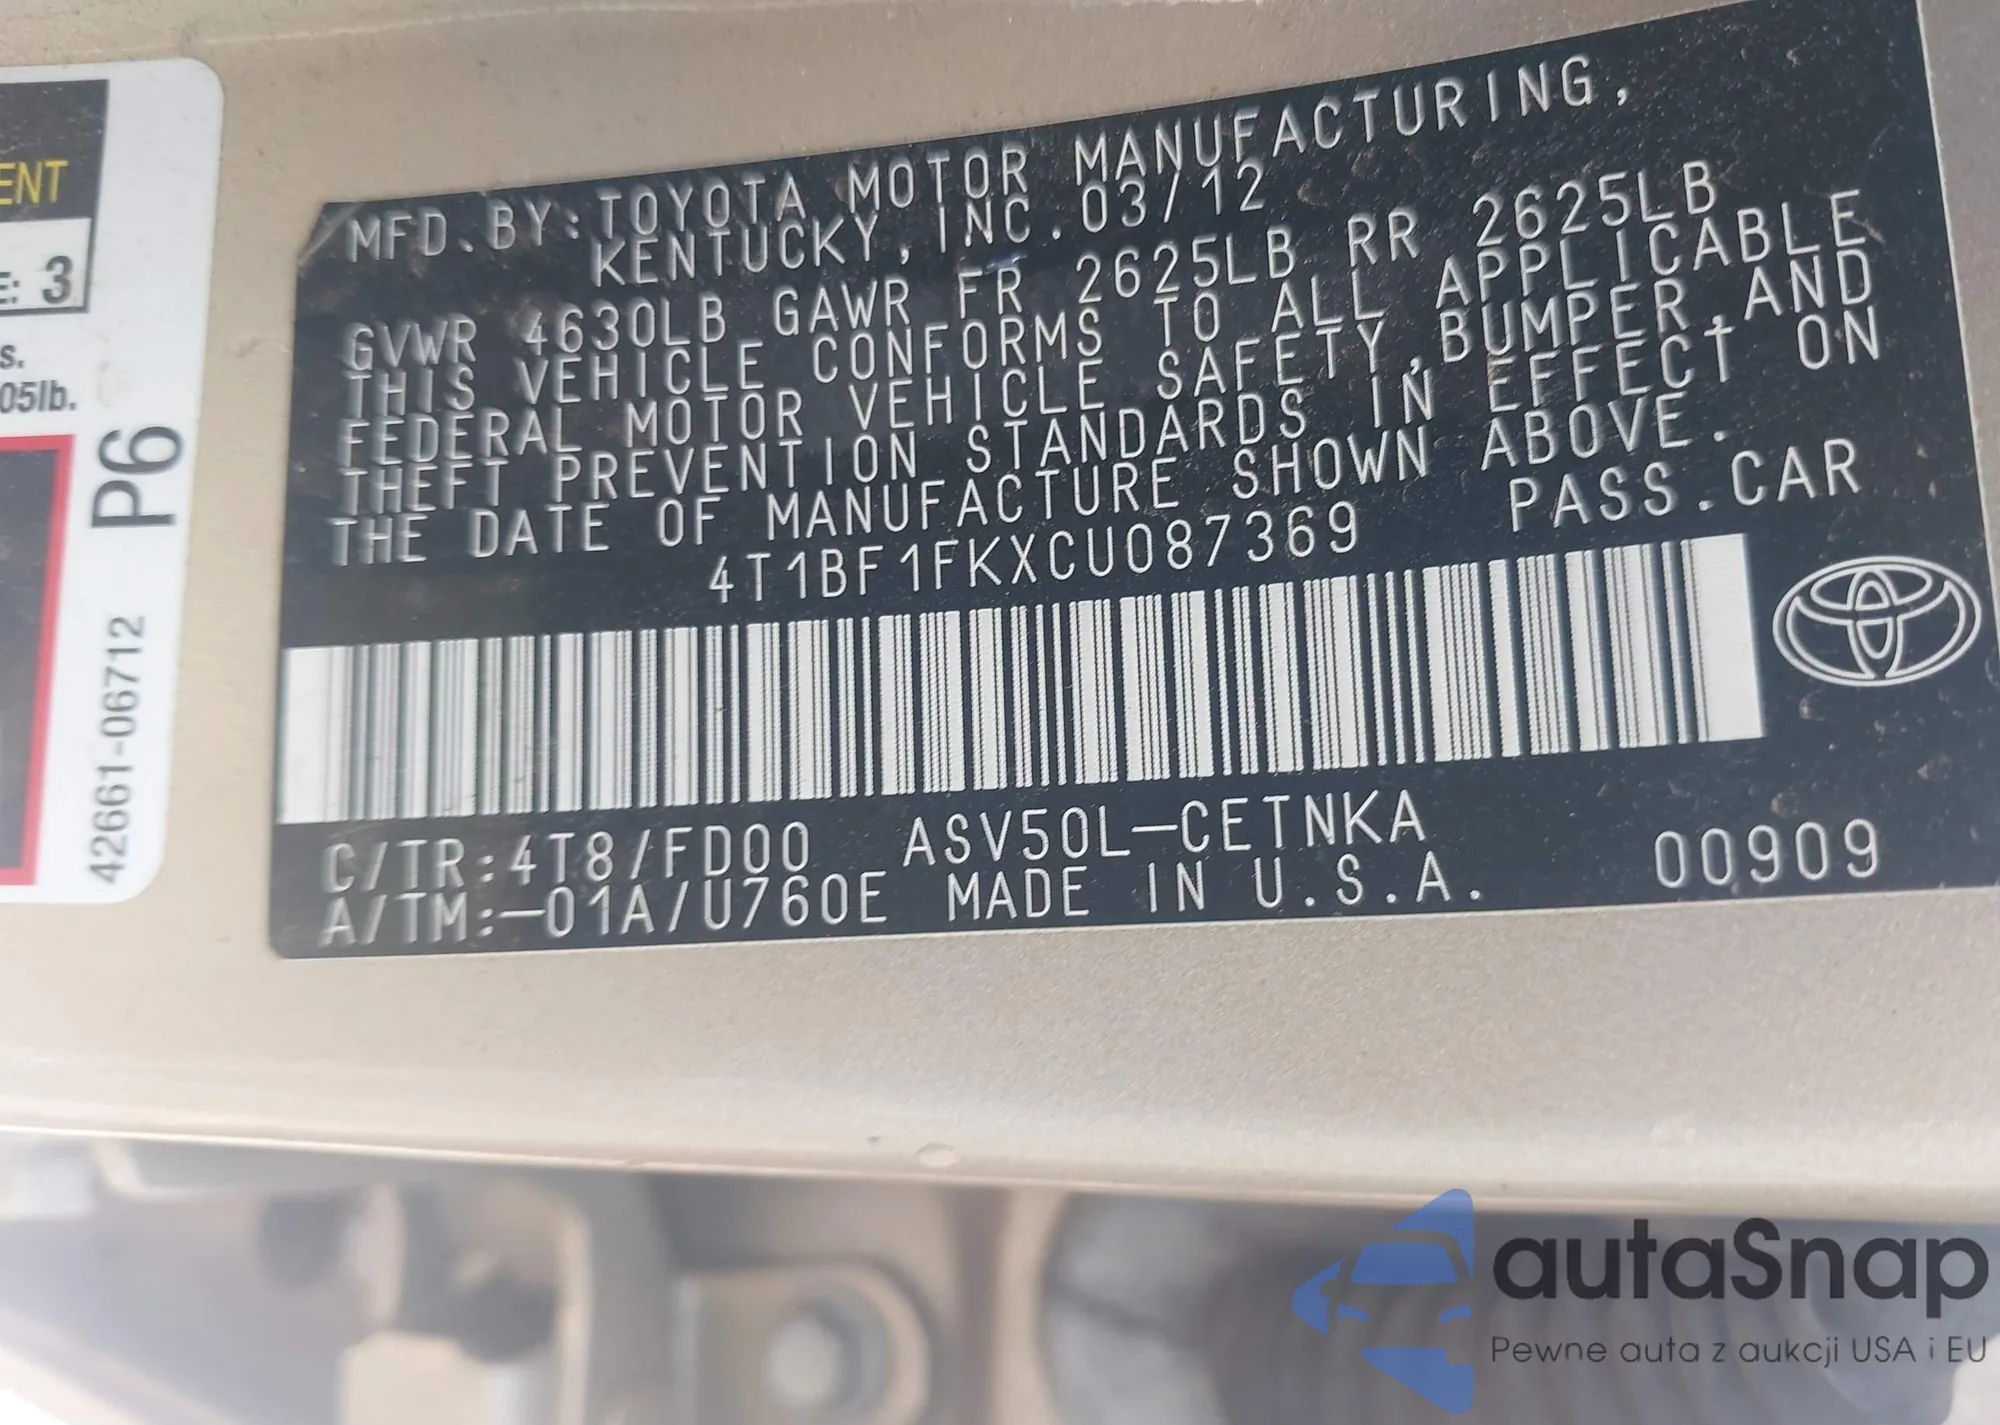 ENT
E: 3
s.
05lb.
P6
42661-06712
MFD.BY:TOYOTA MOTOR MANUFACTURING,
KENTUCKY,INC.03/12
GVWR 4630LB GAWR FR 2625LB RR 2625LB
THIS VEHICLE CONFORMS TO ALL APPLICABLE
FEDERAL MOTOR VEHICLE SAFETY,BUMPER,AND
THEFT PREVENTION STANDARDS IN EFFECT ON
THE DATE OF MANUFACTURE SHOWN ABOVE.
4T1BF1FKXCU087369 PASS.CAR
C/TR:4T8/FD00 ASV50L-CETNKA
A/TM:-01A/U760E MADE IN U.S.A. 00909
autaSnap
Pewne auta z aukcji USA i EU